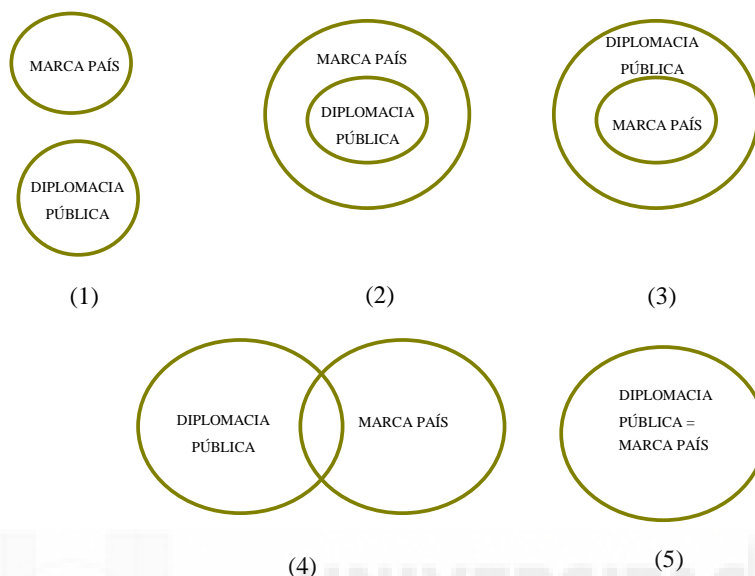 MARCA PAÍS
DIPLOMACIA
PÚBLICA
(1)
MARCA PAÍS
DIPLOMACIA
PÚBLICA
(2)
DIPLOMACIA
PÚBLICA
MARCA PAÍS
(3)
DIPLOMACIA
PÚBLICA
MARCA PAÍS
(4)
DIPLOMACIA
PÚBLICA =
MARCA PAÍS
(5)